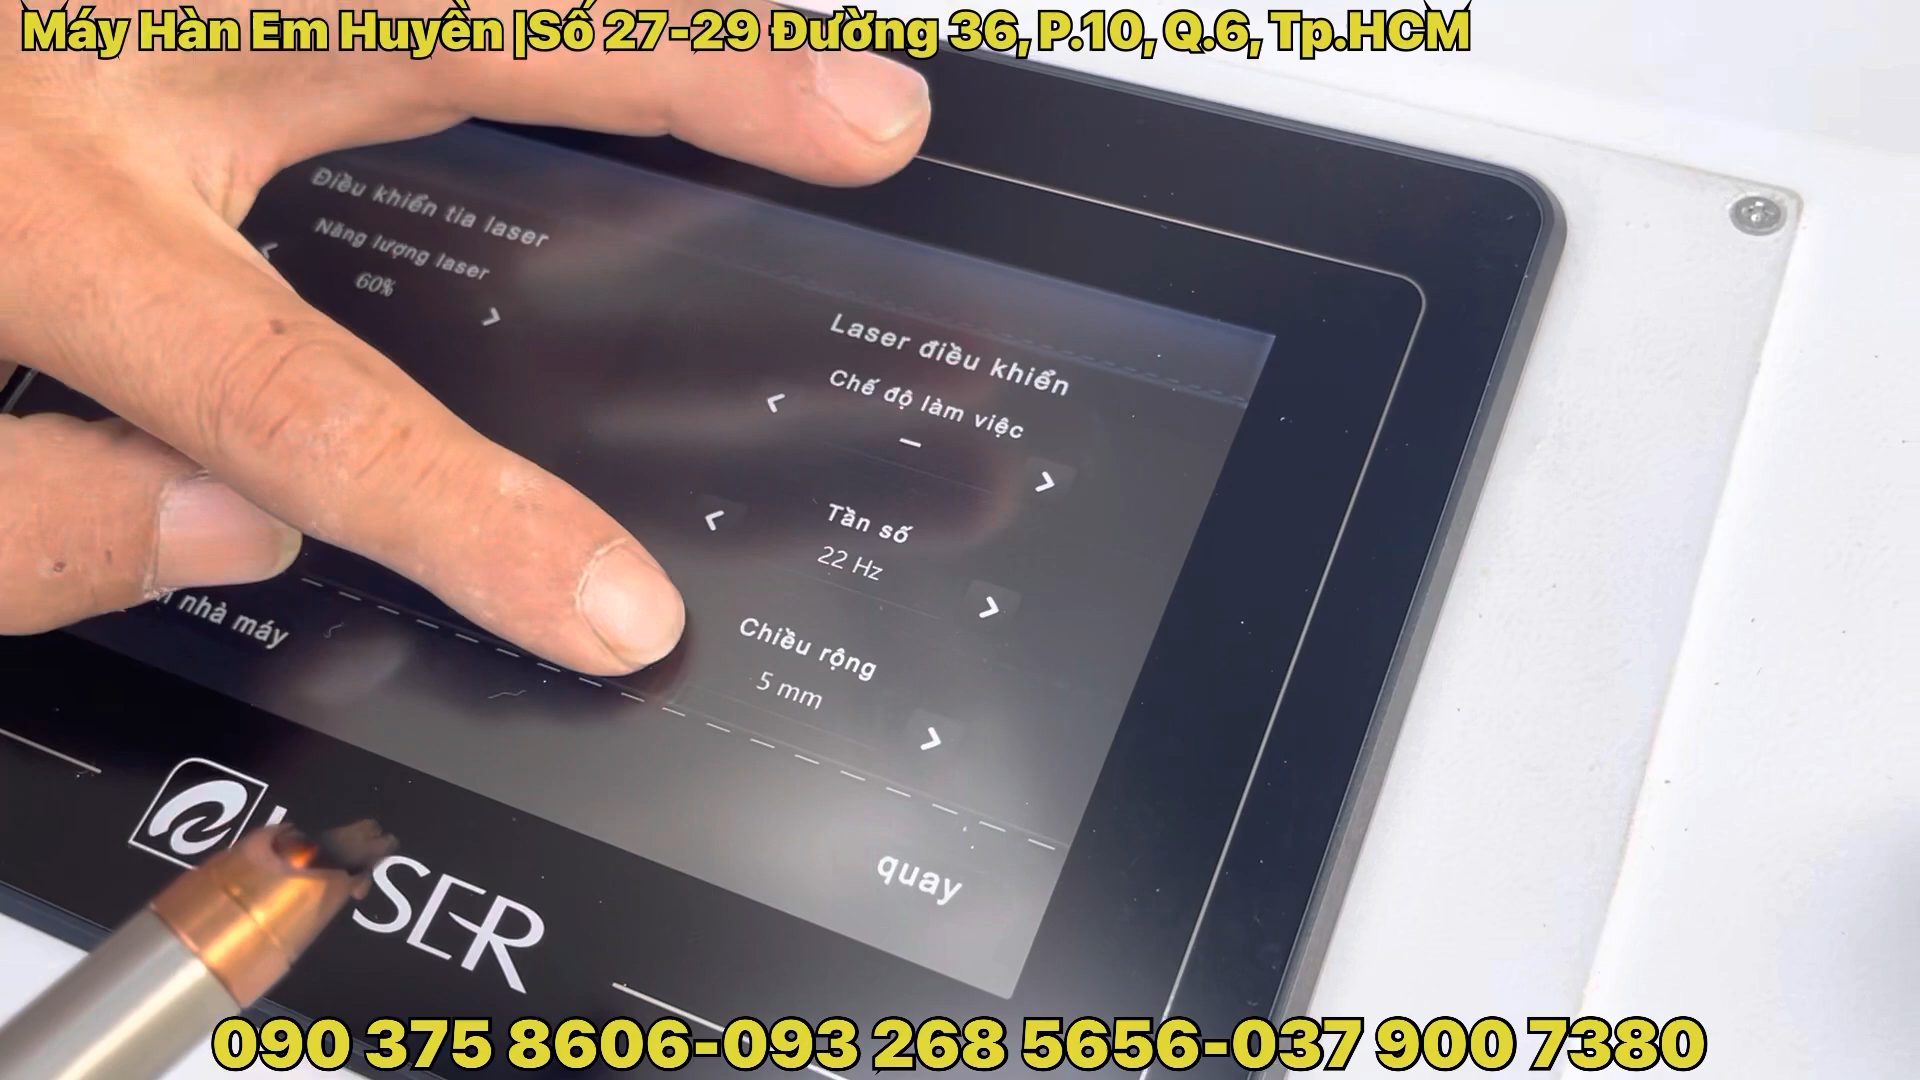 Máy Hàn Em Huyền |Số 27-29 Đường 36, P.10, Q.6, Tp.HCM
Điều khiển tia laser
Năng lượng laser
<
60%
>
Laser điều khiển
Chế độ làm việc
<
—
>
Tần số
<
22 Hz
>
Chiều rộng
5 mm
>
nhà máy
quay
SER
090 375 8606-093 268 5656-037 900 7380